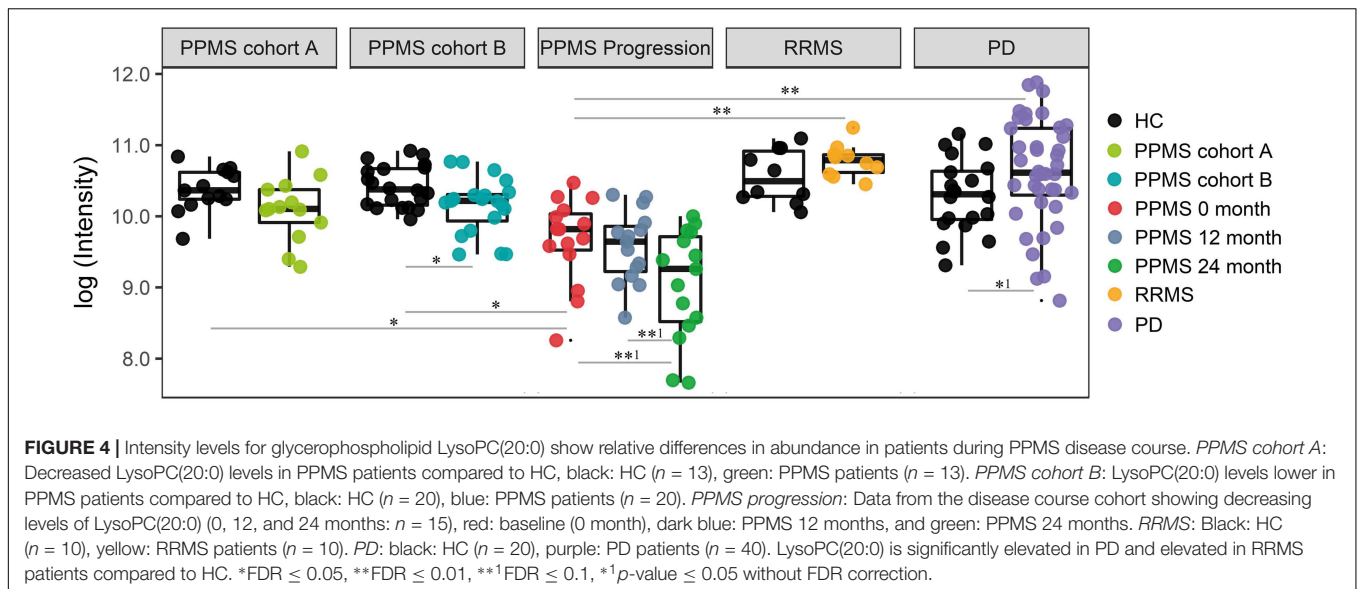 PPMS cohort A PPMS cohort B PPMS Progression RRMS PD
12.0
11.0
10.0
9.0
8.0
log (Intensity)
**
**
*
*
*
**1
**1
*1
HC
PPMS cohort A
PPMS cohort B
PPMS 0 month
PPMS 12 month
PPMS 24 month
RRMS
PD
FIGURE 4 | Intensity levels for glycerophospholipid LysoPC(20:0) show relative differences in abundance in patients during PPMS disease course. PPMS cohort A:
Decreased LysoPC(20:0) levels in PPMS patients compared to HC, black: HC (n = 13), green: PPMS patients (n = 13). PPMS cohort B: LysoPC(20:0) levels lower in
PPMS patients compared to HC, black: HC (n = 20), blue: PPMS patients (n = 20). PPMS progression: Data from the disease course cohort showing decreasing
levels of LysoPC(20:0) (0, 12, and 24 months: n = 15), red: baseline (0 month), dark blue: PPMS 12 months, and green: PPMS 24 months. RRMS: Black: HC
(n = 10), yellow: RRMS patients (n = 10). PD: black: HC (n = 20), purple: PD patients (n = 40). LysoPC(20:0) is significantly elevated in PD and elevated in RRMS
patients compared to HC. *FDR ≤ 0.05, **FDR ≤ 0.01, **1FDR ≤ 0.1, *1p-value ≤ 0.05 without FDR correction.